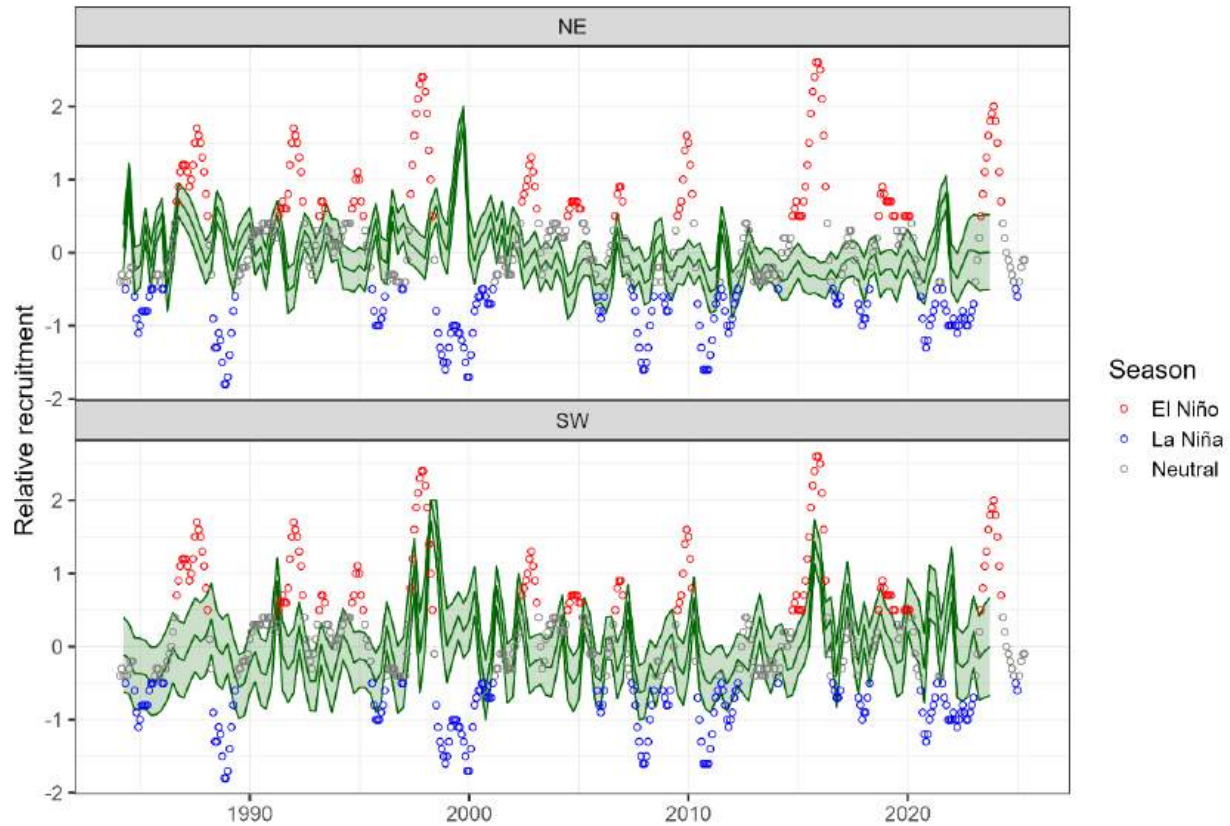 NE
2
1
0
-1
-2
SW
2
1
0
-1
-2
1990
2000
2010
2020
Relative recruitment
Season
El Niño
La Niña
Neutral